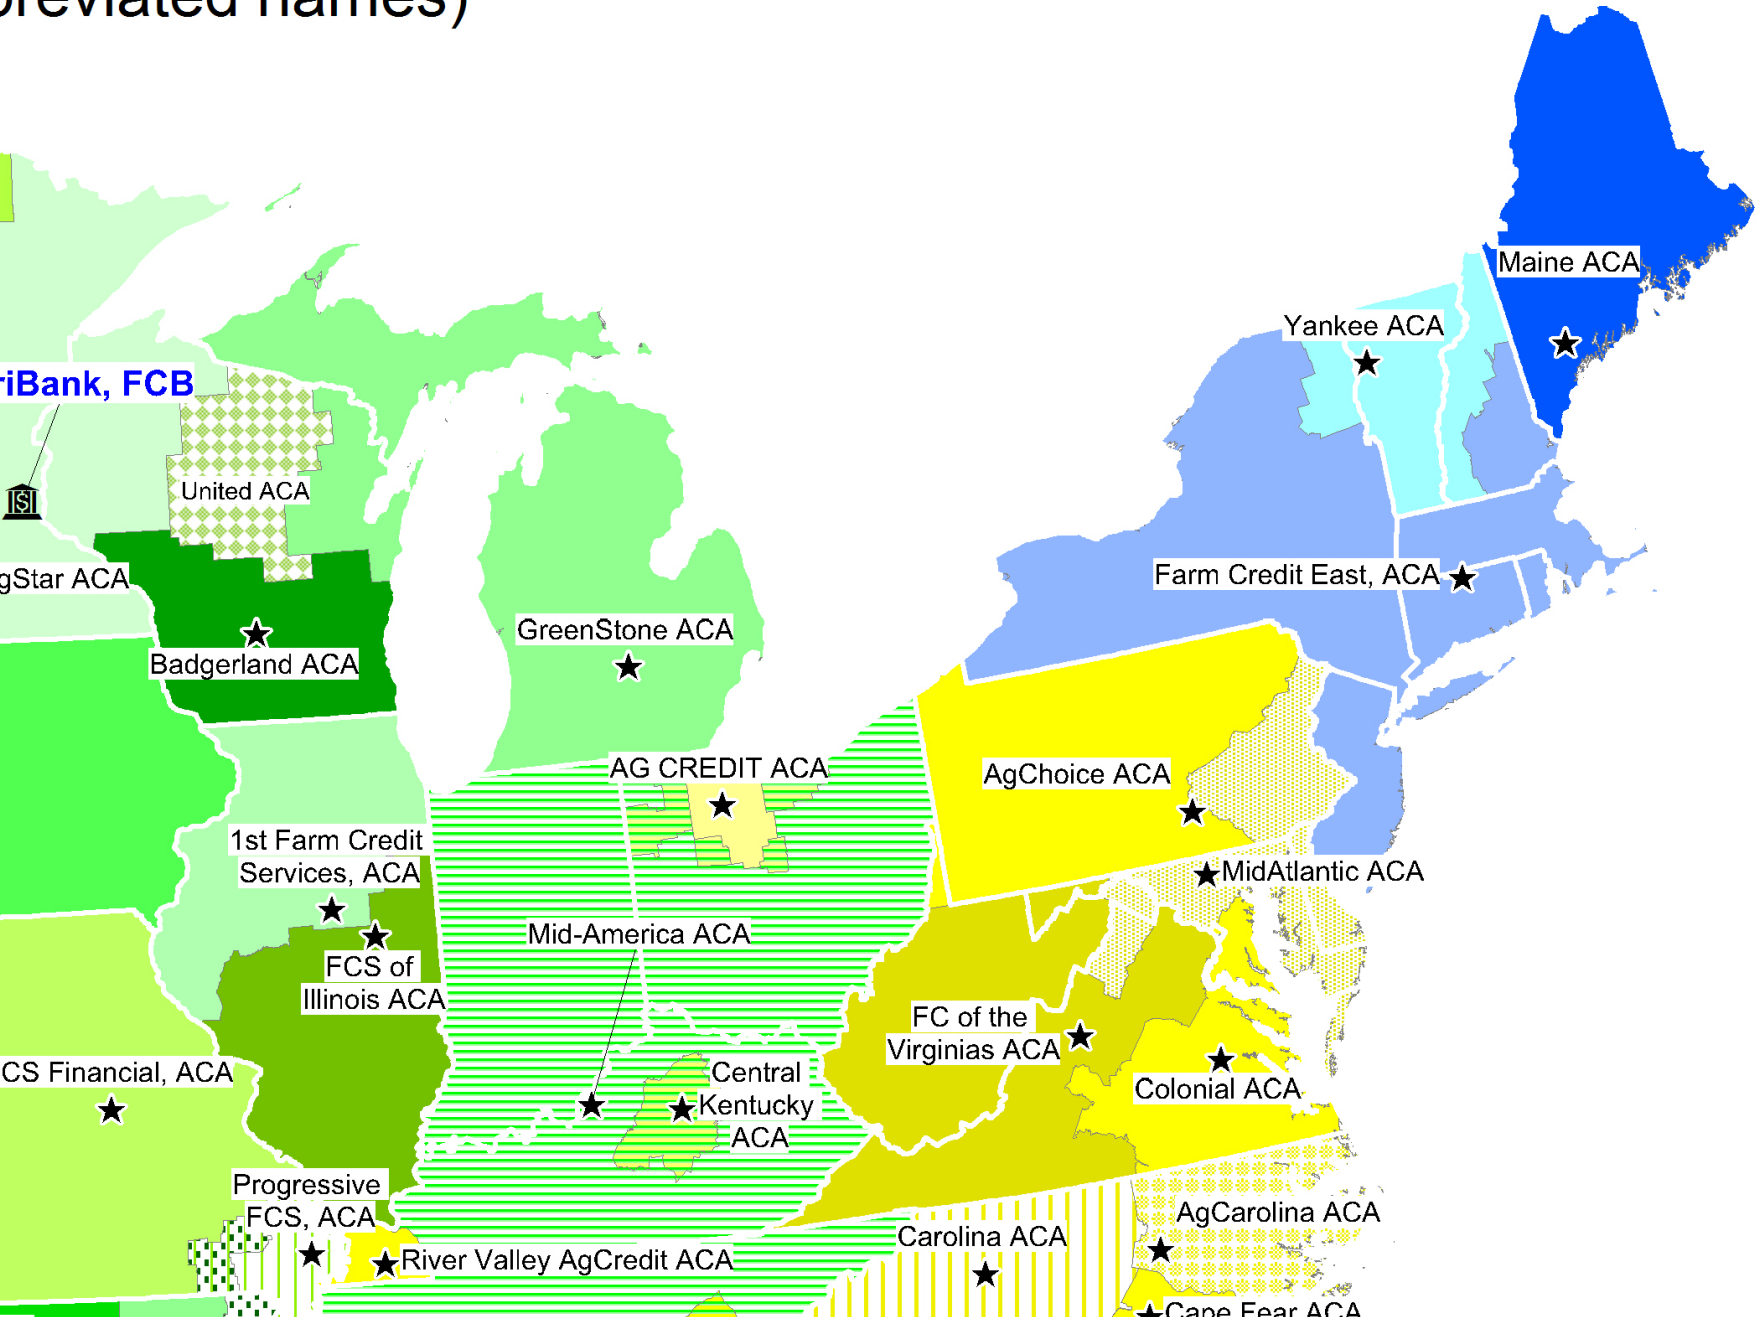 breviated names)
Maine ACA
Yankee ACA
riBank, FCB
United ACA
gStar ACA
Farm Credit East, ACA
GreenStone ACA
Badgerland ACA
AG CREDIT ACA
AgChoice ACA
1st Farm Credit
Services, ACA
MidAtlantic ACA
Mid-America ACA
FCS of
Illinois ACA
FC of the
Virginias ACA
CS Financial, ACA
Central
Kentucky
ACA
Colonial ACA
Progressive
FCS, ACA
AgCarolina ACA
Carolina ACA
River Valley AgCredit ACA
Cape Fear ACA